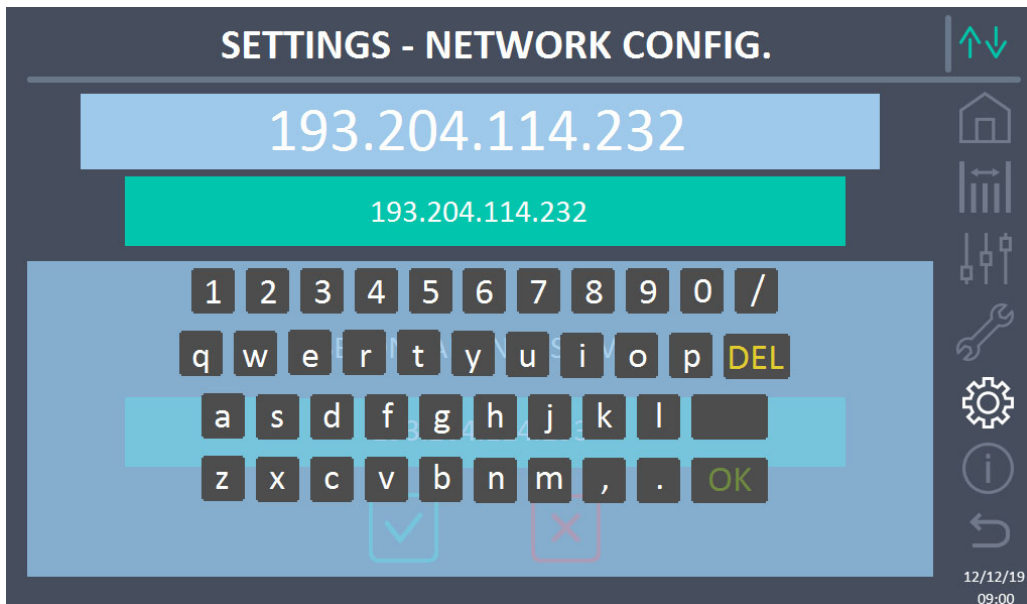 SETTINGS - NETWORK CONFIG.
193.204.114.232
193.204.114.232
1 2 3 4 5 6 7 8 9 0 /
q w e r t y u i o p DEL
a s d f g h j k l
z x c v b n m , . OK
12/12/19
09:00